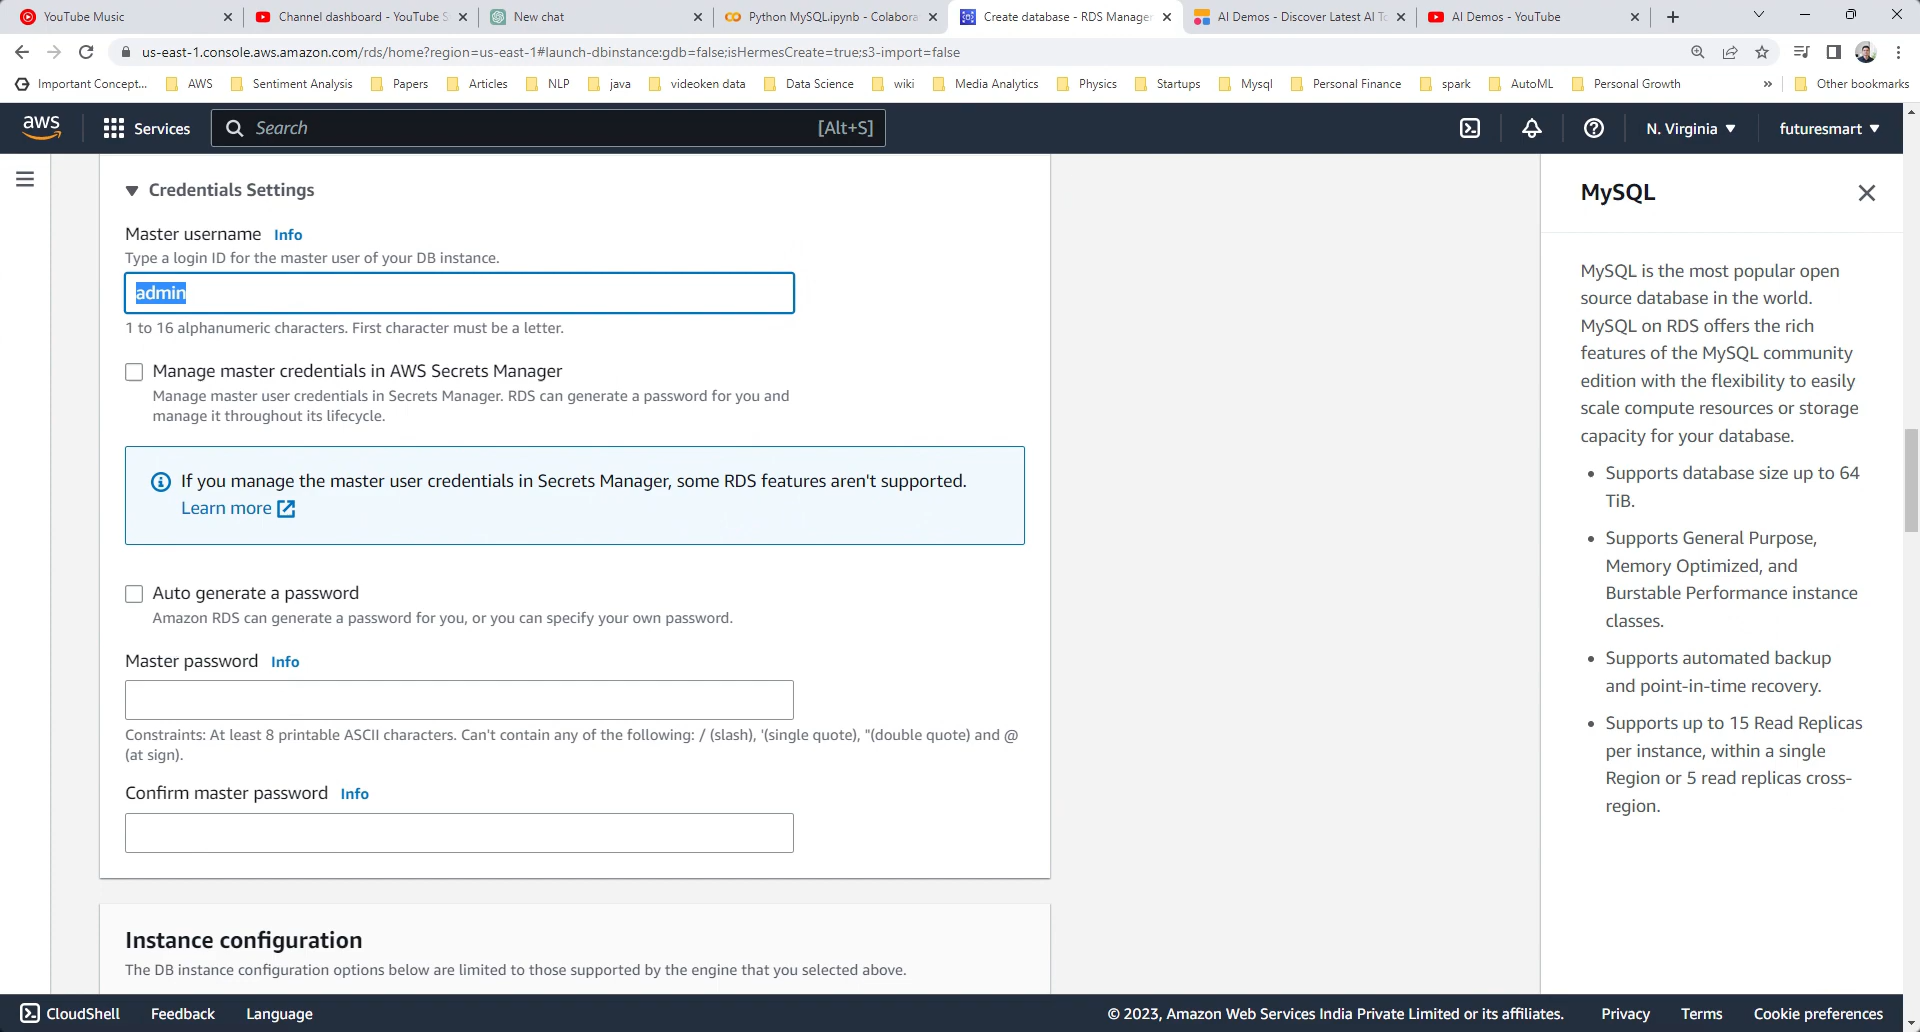 YouTube Music
Channel dashboard - YouTube S
New chat
Python MySQL.ipynb - Colabora
Create database - RDS Manager
AI Demos - Discover Latest AI To
AI Demos - YouTube
us-east-1.console.aws.amazon.com/rds/home?region=us-east-1#launch-dbinstance:gdb=false;isHermesCreate=true;s3-import=false
Important Concept...
AWS
Sentiment Analysis
Papers
Articles
NLP
java
videoken data
Data Science
wiki
Media Analytics
Physics
Startups
Mysql
Personal Finance
spark
AutoML
Personal Growth
»
Other bookmarks
aws
Services
Search
[Alt+S]
N. Virginia
futuresmart
Credentials Settings
Master username Info
Type a login ID for the master user of your DB instance.
admin
1 to 16 alphanumeric characters. First character must be a letter.
Manage master credentials in AWS Secrets Manager
Manage master user credentials in Secrets Manager. RDS can generate a password for you and
manage it throughout its lifecycle.
If you manage the master user credentials in Secrets Manager, some RDS features aren't supported.
Learn more
Auto generate a password
Amazon RDS can generate a password for you, or you can specify your own password.
Master password Info
Constraints: At least 8 printable ASCII characters. Can't contain any of the following: / (slash), '(single quote), "(double quote) and @
(at sign).
Confirm master password Info
Instance configuration
The DB instance configuration options below are limited to those supported by the engine that you selected above.
MySQL
MySQL is the most popular open
source database in the world.
MySQL on RDS offers the rich
features of the MySQL community
edition with the flexibility to easily
scale compute resources or storage
capacity for your database.
• Supports database size up to 64
TiB.
• Supports General Purpose,
Memory Optimized, and
Burstable Performance instance
classes.
• Supports automated backup
and point-in-time recovery.
• Supports up to 15 Read Replicas
per instance, within a single
Region or 5 read replicas cross-
region.
CloudShell
Feedback
Language
© 2023, Amazon Web Services India Private Limited or its affiliates.
Privacy
Terms
Cookie preferences